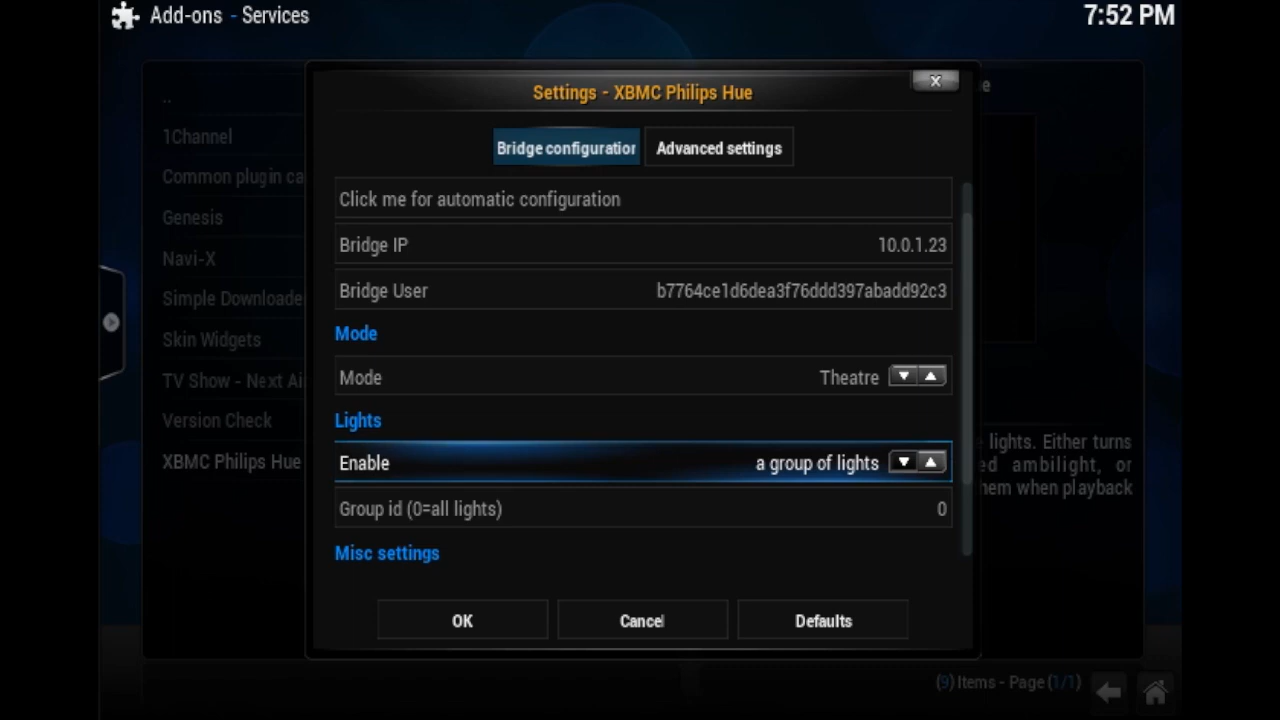 Add-ons - Services
7:52 PM
Settings - XBMC Philips Hue
x
..
1Channel
Common plugin ca
Genesis
Navi-X
Simple Downloade
Skin Widgets
TV Show - Next Ai
Version Check
XBMC Philips Hue
Bridge configuration
Advanced settings
Click me for automatic configuration
Bridge IP 10.0.1.23
Bridge User b7764ce1d6dea3f76ddd397abadd92c3
Mode
Mode Theatre
Lights
Enable a group of lights
Group id (0=all lights) 0
Misc settings
OK Cancel Defaults
e
lights. Either turns
ed ambilight, or
hem when playback
(9) Items - Page (1/1)